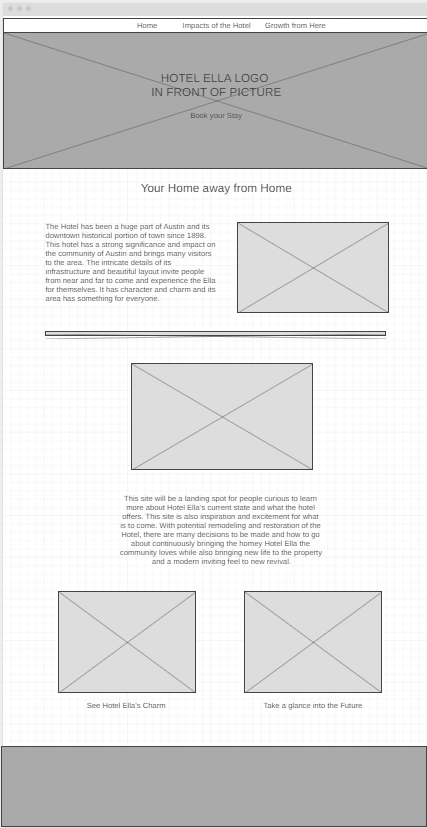 Home Impacts of the Hotel Growth from Here
HOTEL ELLA LOGO
IN FRONT OF PICTURE
Book your Stay
Your Home away from Home
The Hotel has been a huge part of Austin and its
downtown historical portion of town since 1898.
This hotel has a strong significance and impact on
the community of Austin and brings many visitors
to the area. The intricate details of its
infrastructure and beautiful layout invite people
from near and far to come and experience the Ella
for themselves. It has character and charm and its
area has something for everyone.
This site will be a landing spot for people curious to learn
more about Hotel Ella's current state and what the hotel
offers. This site is also inspiration and excitement for what
is to come. With potential remodeling and restoration of the
Hotel, there are many decisions to be made and how to go
about continuously bringing the homey Hotel Ella the
community loves while also bringing new life to the property
and a modern inviting feel to new revival.
See Hotel Ella's Charm
Take a glance into the Future